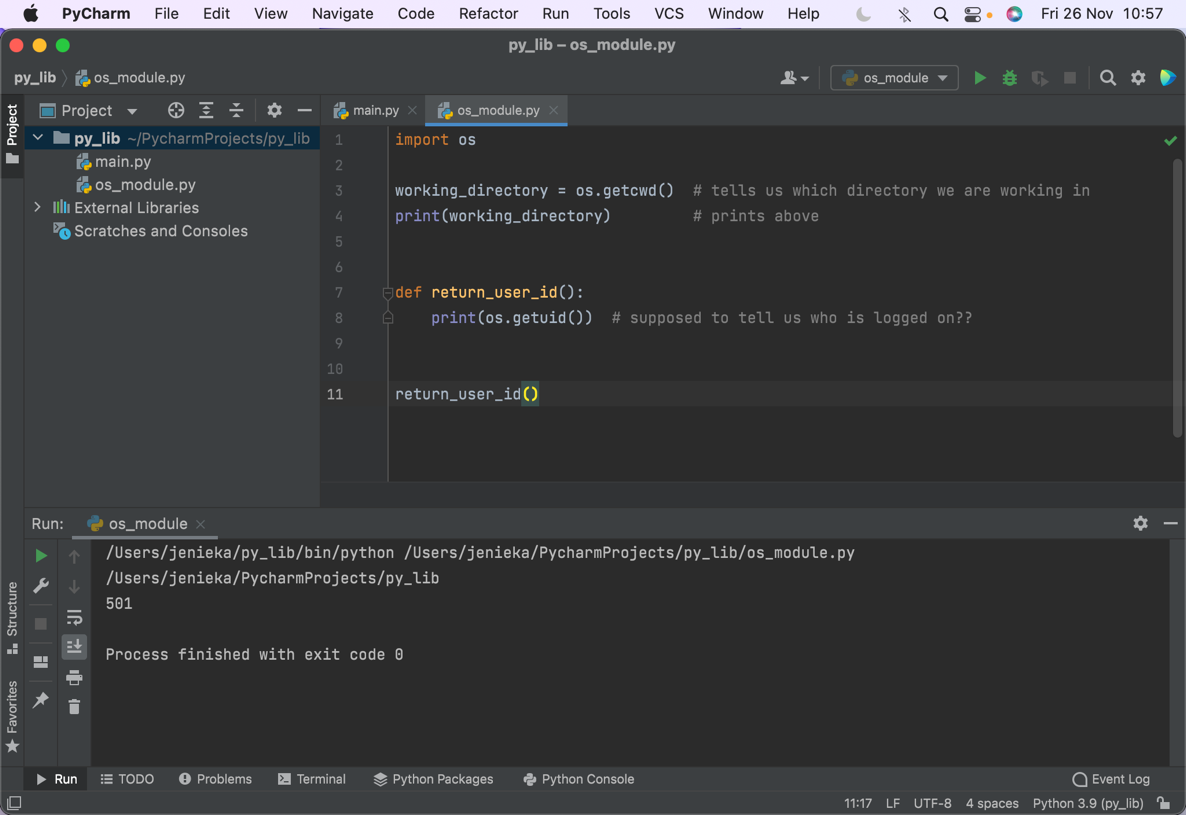 PyCharm File Edit View Navigate Code Refactor Run Tools VCS Window Help Fri 26 Nov 10:57
py_lib – os_module.py
py_lib os_module.py os_module
Project main.py os_module.py
Project
py_lib ~/PycharmProjects/py_lib
main.py
os_module.py
External Libraries
Scratches and Consoles
1 import os
2
3 working_directory = os.getcwd() # tells us which directory we are working in
4 print(working_directory) # prints above
5
6
7 def return_user_id():
8 print(os.getuid()) # supposed to tell us who is logged on??
9
10
11 return_user_id()
Run: os_module
/Users/jenieka/py_lib/bin/python /Users/jenieka/PycharmProjects/py_lib/os_module.py
/Users/jenieka/PycharmProjects/py_lib
501
Process finished with exit code 0
Structure
Favorites
Run TODO Problems Terminal Python Packages Python Console Event Log
11:17 LF UTF-8 4 spaces Python 3.9 (py_lib)